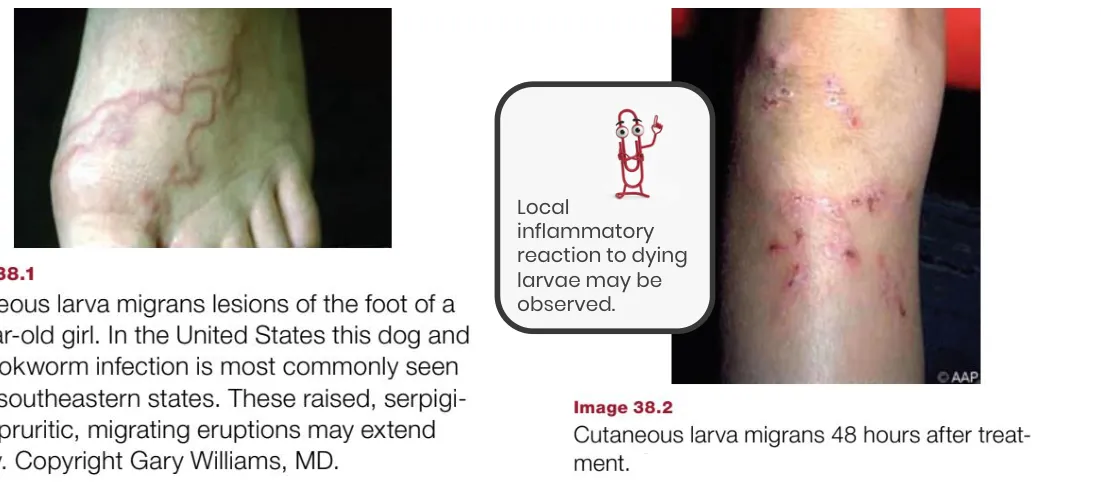 Local
inflammatory
reaction to dying
larvae may be
observed.
© AAP
38.1
eous larva migrans lesions of the foot of a
ar-old girl. In the United States this dog and
okworm infection is most commonly seen
southeastern states. These raised, serpigi-
pruritic, migrating eruptions may extend
. Copyright Gary Williams, MD.
Image 38.2
Cutaneous larva migrans 48 hours after treat-
ment.